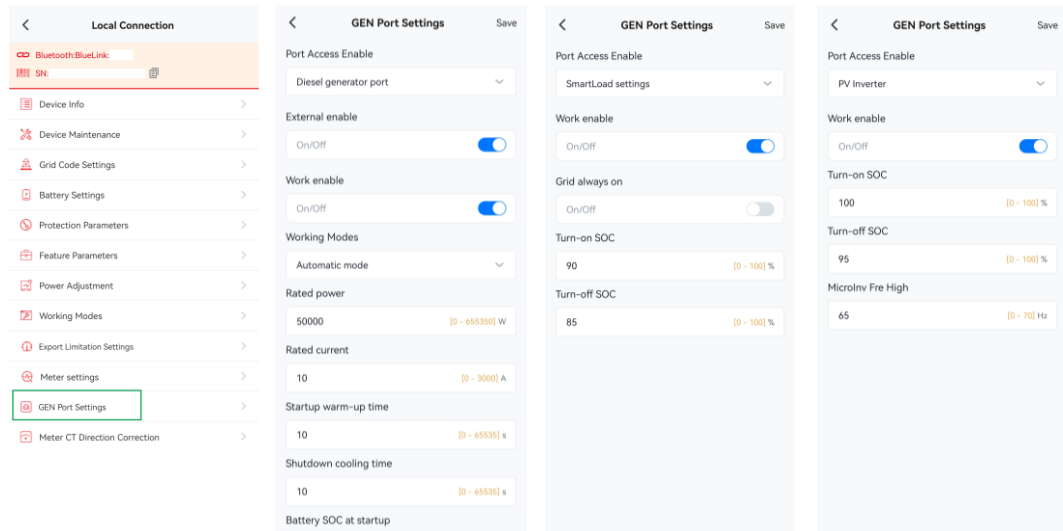 Local Connection
Bluetooth:BlueLink:
SN:
Device Info
Device Maintenance
Grid Code Settings
Battery Settings
Protection Parameters
Feature Parameters
Power Adjustment
Working Modes
Export Limitation Settings
Meter settings
GEN Port Settings
Meter CT Direction Correction
GEN Port Settings Save
Port Access Enable
Diesel generator port
External enable
On/Off
Work enable
On/Off
Working Modes
Automatic mode
Rated power
50000 [0 - 655350] W
Rated current
10 [0 - 3000] A
Startup warm-up time
10 [0 - 65535] s
Shutdown cooling time
10 [0 - 65535] s
Battery SOC at startup
GEN Port Settings Save
Port Access Enable
SmartLoad settings
Work enable
On/Off
Grid always on
On/Off
Turn-on SOC
90 [0 - 100] %
Turn-off SOC
85 [0 - 100] %
GEN Port Settings Save
Port Access Enable
PV Inverter
Work enable
On/Off
Turn-on SOC
100 [0 - 100] %
Turn-off SOC
95 [0 - 100] %
MicroInv Fre High
65 [0 - 70] Hz